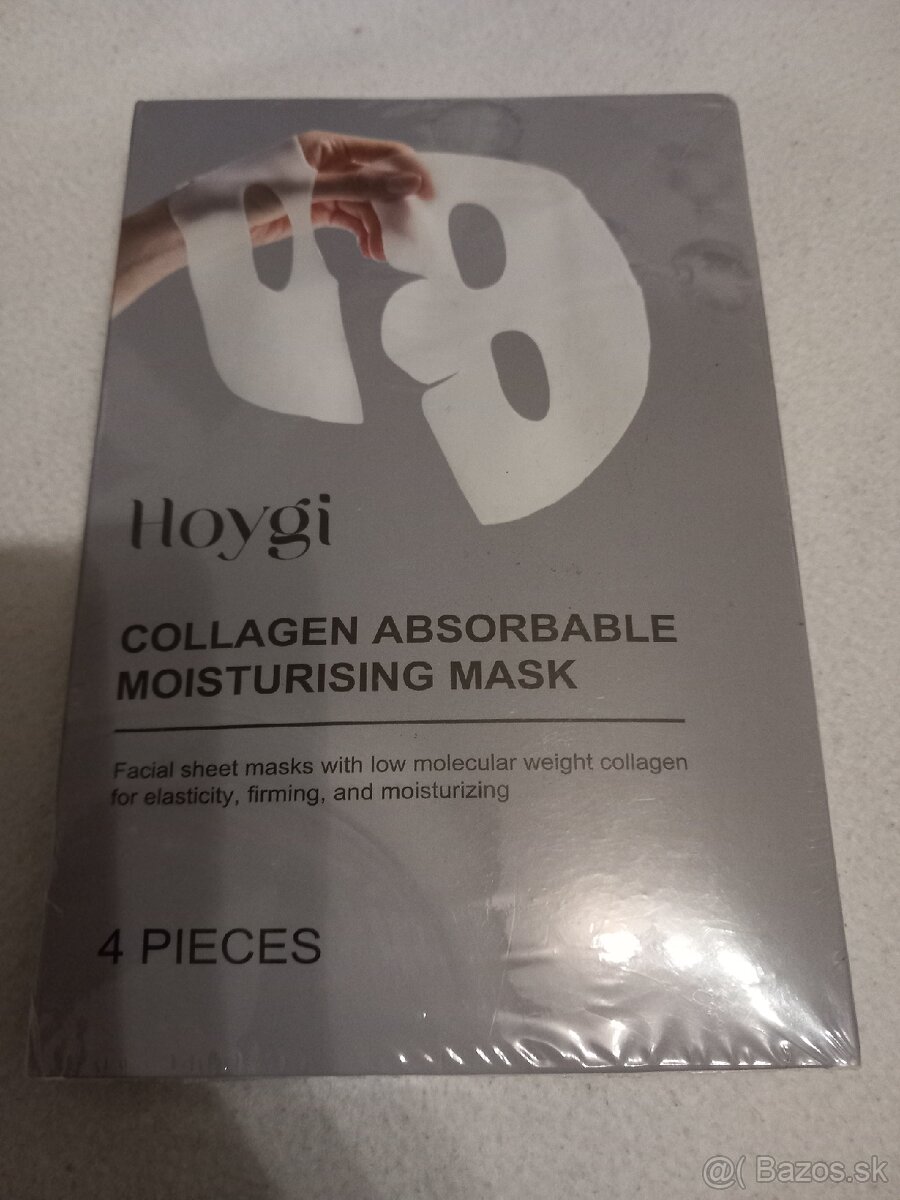 Hoygi
COLLAGEN ABSORBABLE
MOISTURISING MASK
Facial sheet masks with low molecular weight collagen
for elasticity, firming, and moisturizing
4 PIECES
@( Bazos.sk